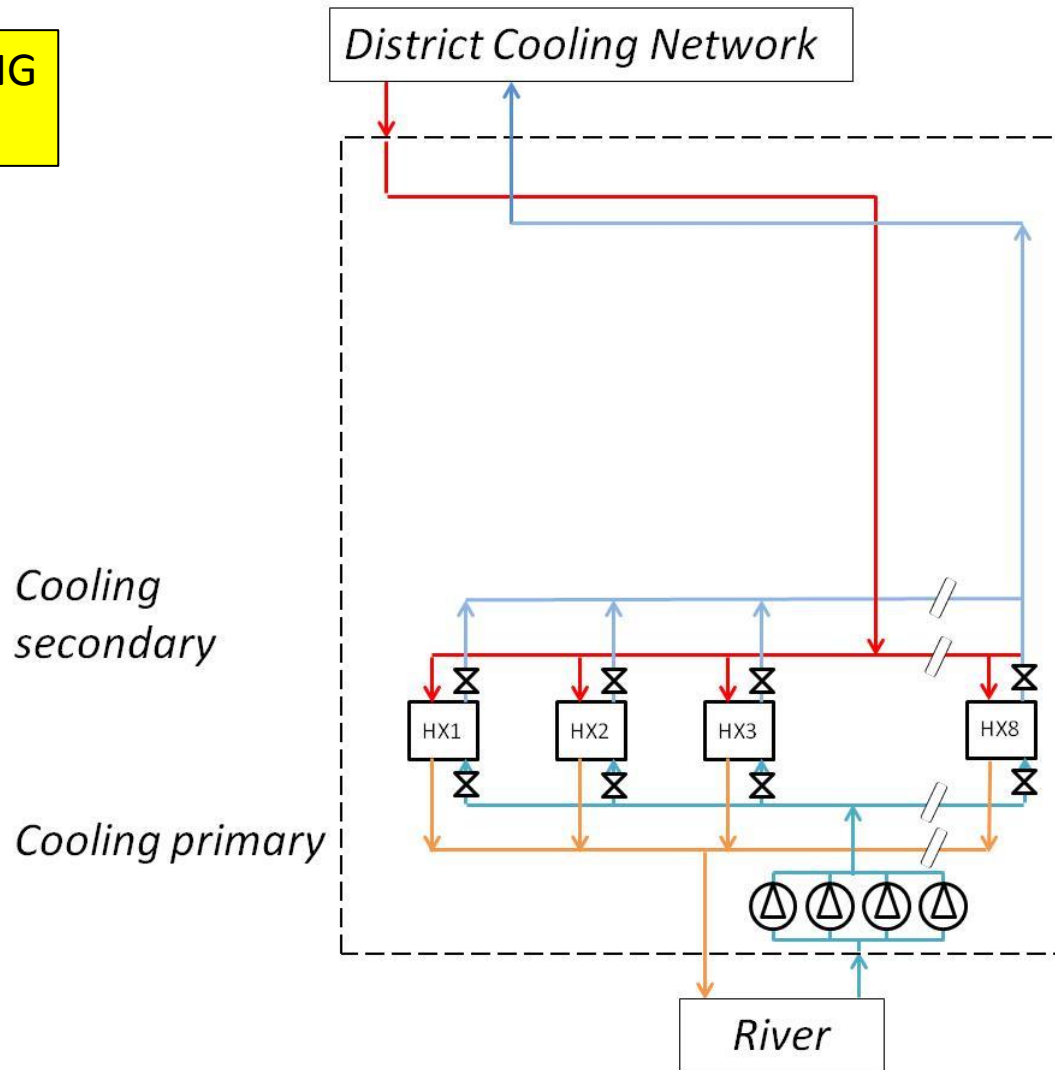 District Cooling Network
Cooling
secondary
HX1
HX2
HX3
HX8
Cooling primary
River